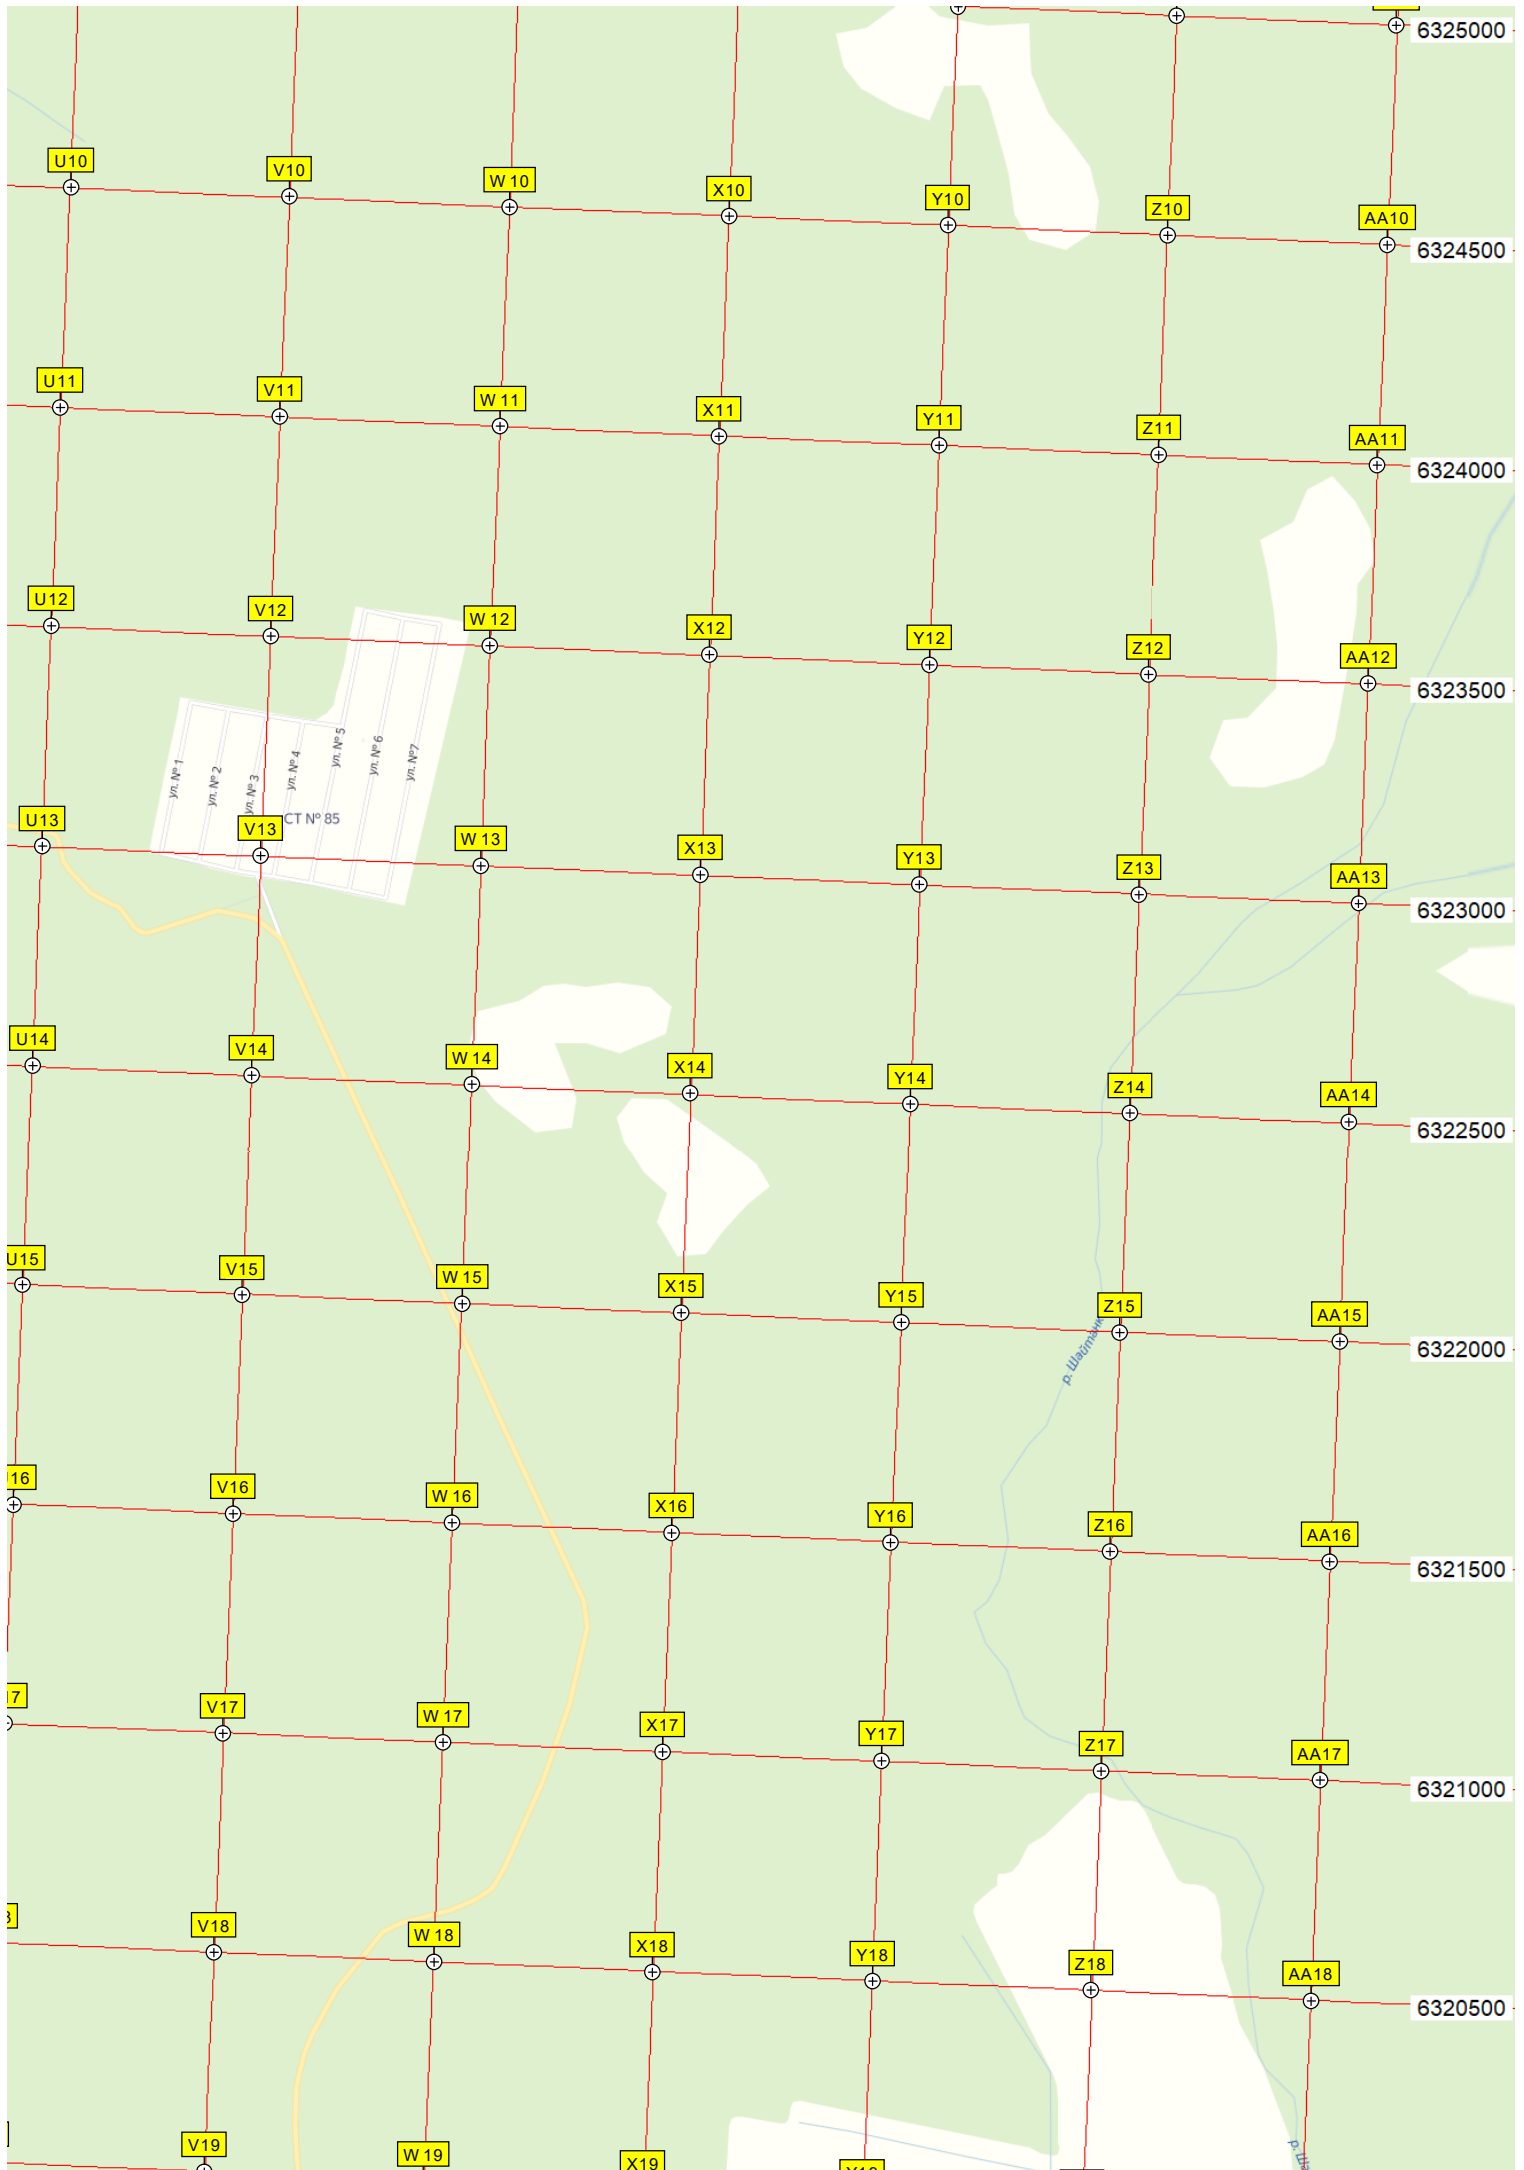 6325000
U10
V10
W 10
X10
Y10
Z10
AA10
6324500
U11
V11
W 11
X11
Y11
Z11
AA11
6324000
U12
V12
W 12
X12
Y12
Z12
AA12
6323500
ул. № 1
ул. № 2
ул. № 3
ул. № 4
ул. № 5
ул. № 6
ул. №7
СТ № 85
U13
V13
W 13
X13
Y13
Z13
AA13
6323000
U14
V14
W 14
X14
Y14
Z14
AA14
6322500
U15
V15
W 15
X15
Y15
Z15
AA15
6322000
р. Шайтанк
16
V16
W 16
X16
Y16
Z16
AA16
6321500
17
V17
W 17
X17
Y17
Z17
AA17
6321000
V18
W 18
X18
Y18
Z18
AA18
6320500
V19
W 19
X19
р. Ша